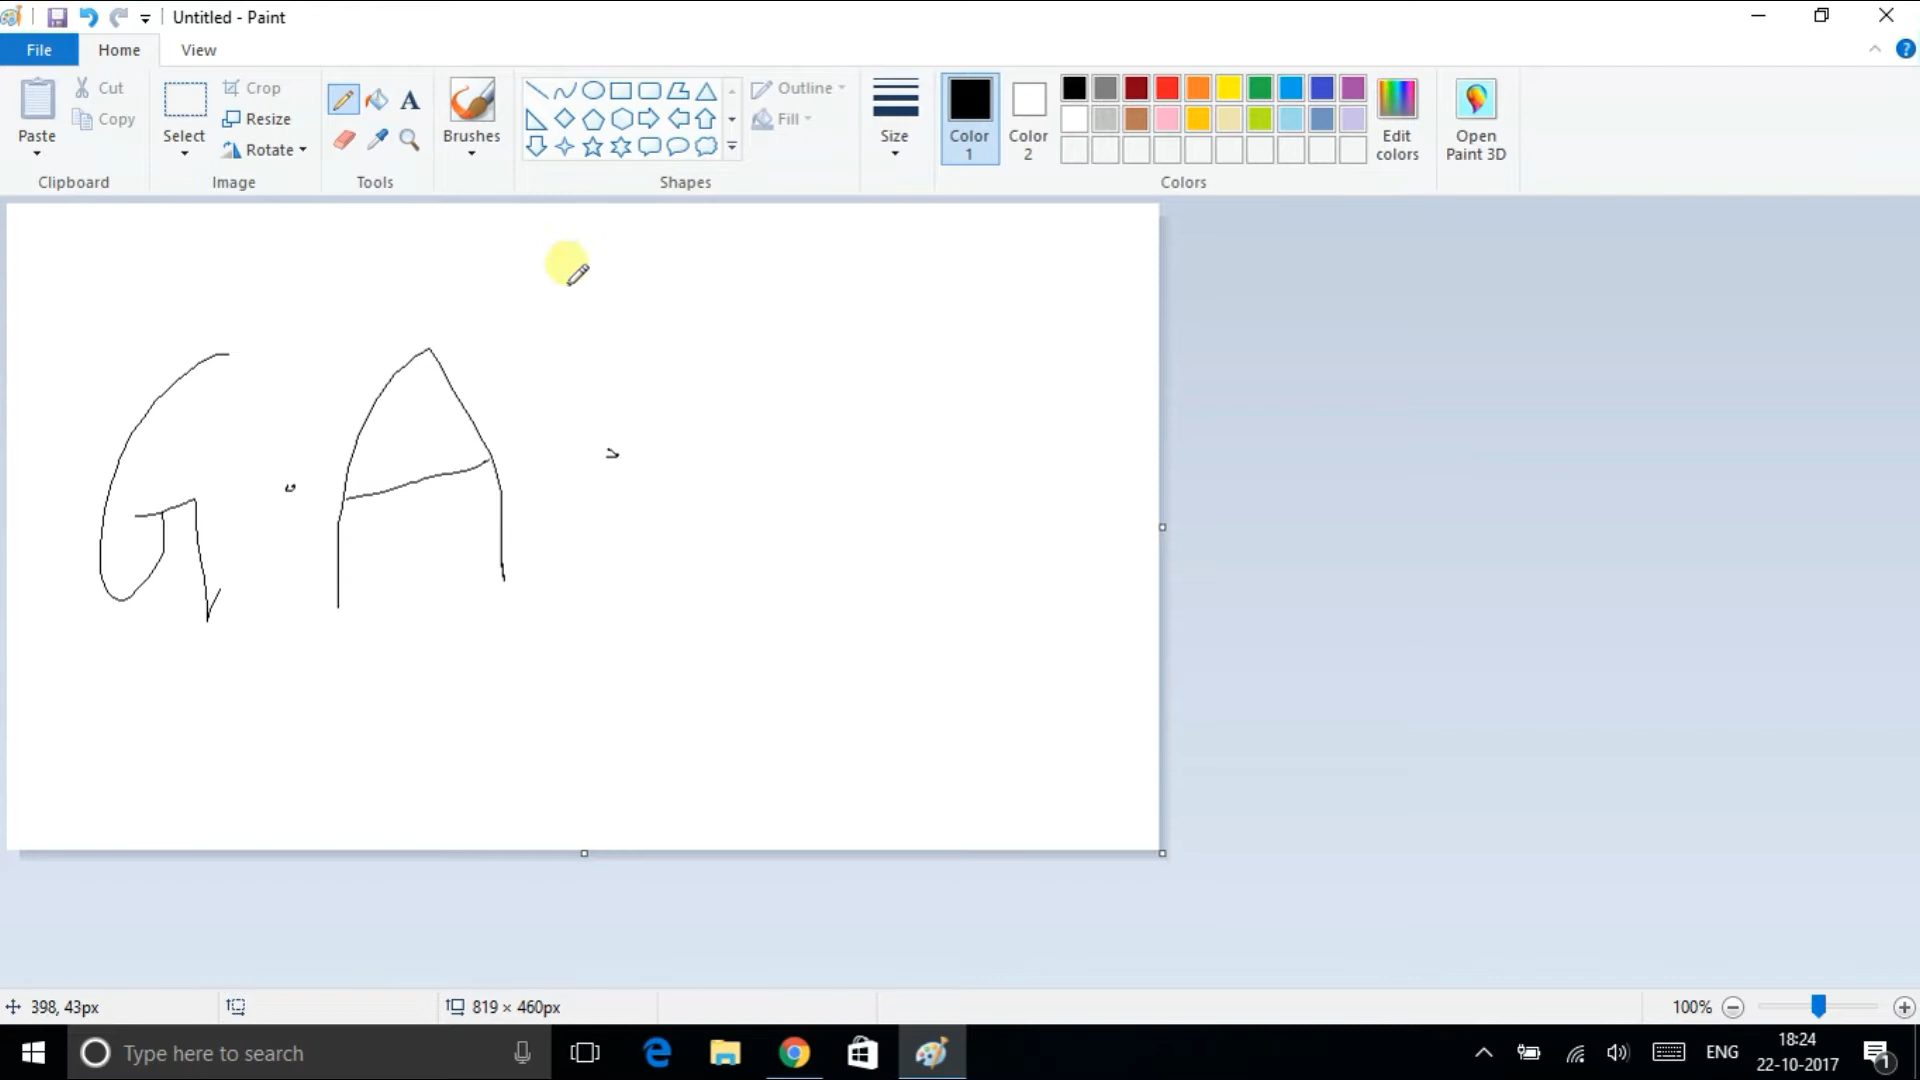 Untitled - Paint
File Home View
Cut
Copy
Paste
Clipboard
Select
Crop
Resize
Rotate
Image
Tools
Brushes
Shapes
Outline
Fill
Size
Color 1
Color 2
Edit colors
Colors
Open Paint 3D
G . A
398, 43px
819 × 460px
100%
Type here to search
ENG
18:24
22-10-2017
1